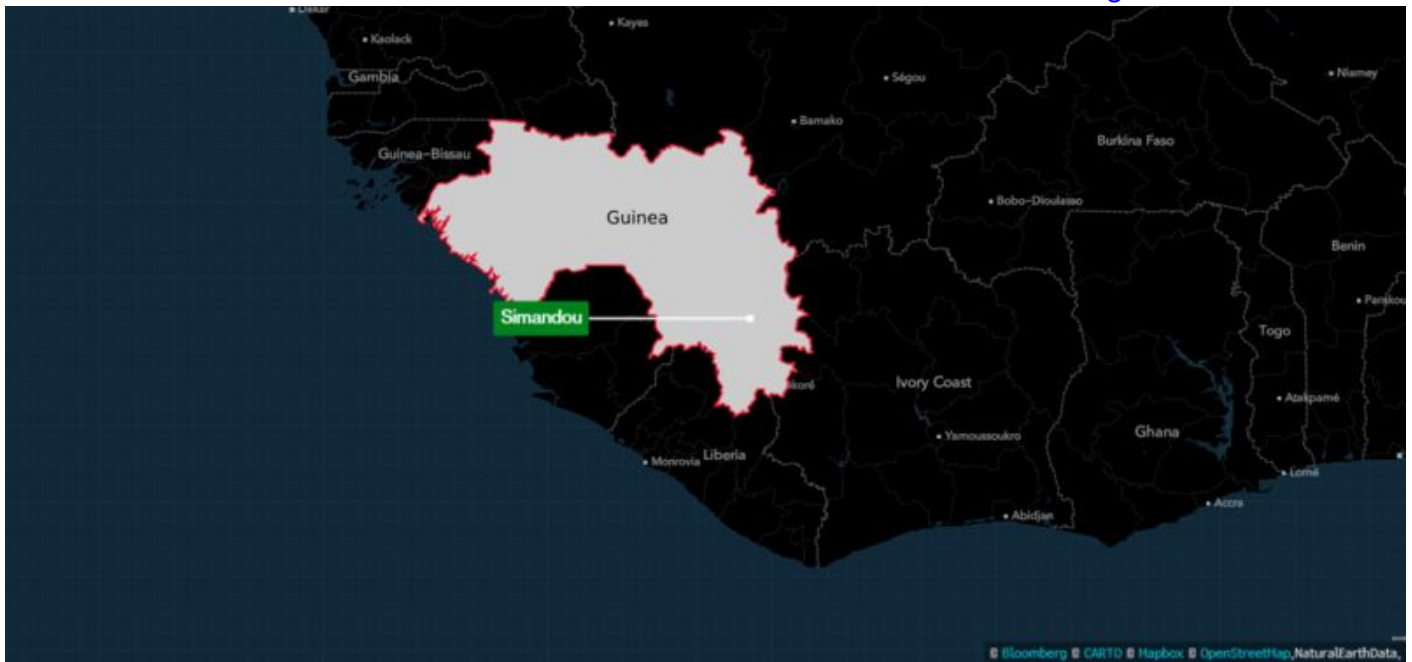 Dakar
Kayes
Kaolack
Gambia
Ségou
Niamey
Bamako
Guinea-Bissau
Burkina Faso
Bobo-Dioulasso
Guinea
Benin
Simandou
Togo
Ivory Coast
Atakpamé
Ghana
Yamoussoukro
Liberia
Monrovia
Lomé
Accra
Abidjan
© Bloomberg © CARTO © Mapbox © OpenStreetMap,NaturalEarthData,